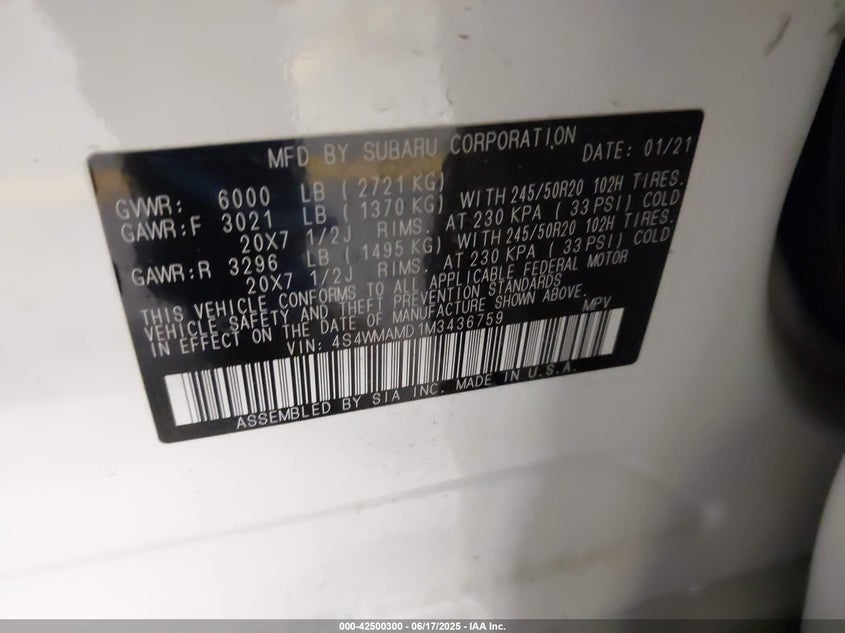 MFD BY SUBARU CORPORATION DATE: 01/21
GVWR: 6000 LB ( 2721 KG)
GAWR:F 3021 LB ( 1370 KG) WITH 245/50R20 102H TIRES.
20X7 1/2J RIMS. AT 230 KPA ( 33 PSI) COLD
GAWR:R 3296 LB ( 1495 KG) WITH 245/50R20 102H TIRES.
20X7 1/2J RIMS. AT 230 KPA ( 33 PSI) COLD
THIS VEHICLE CONFORMS TO ALL APPLICABLE FEDERAL MOTOR
VEHICLE SAFETY AND THEFT PREVENTION STANDARDS
IN EFFECT ON THE DATE OF MANUFACTURE SHOWN ABOVE.
VIN: 4S4WMAMD1M3436759 MPV
ASSEMBLED BY SIA INC. MADE IN U.S.A.
000-42500300 - 06/17/2025 - IAA Inc.